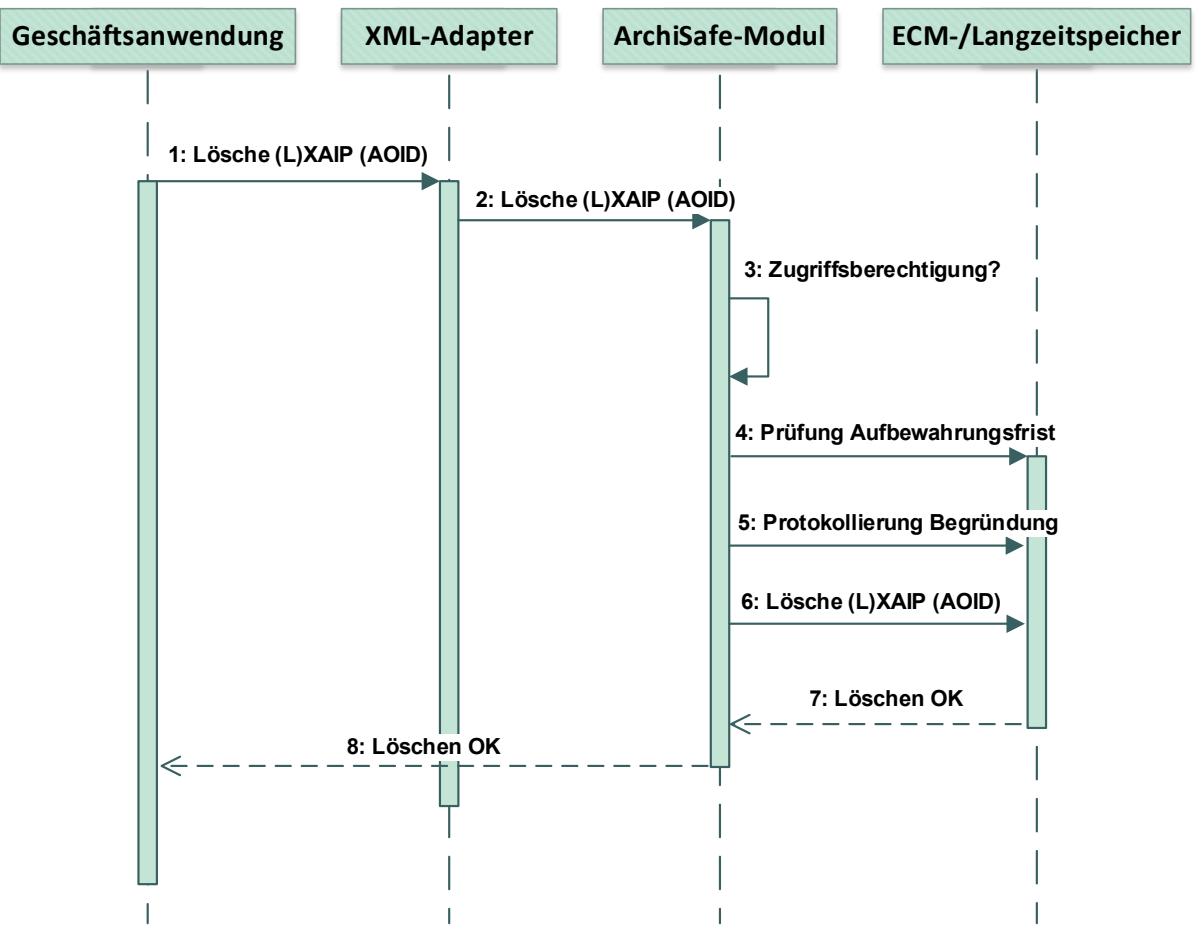 Geschäftsanwendung
XML-Adapter
ArchiSafe-Modul
ECM-/Langzeitspeicher
1: Lösche (L)XAIP (AOID)
2: Lösche (L)XAIP (AOID)
3: Zugriffsberechtigung?
4: Prüfung Aufbewahrungsfrist
5: Protokollierung Begründung
6: Lösche (L)XAIP (AOID)
7: Löschen OK
8: Löschen OK